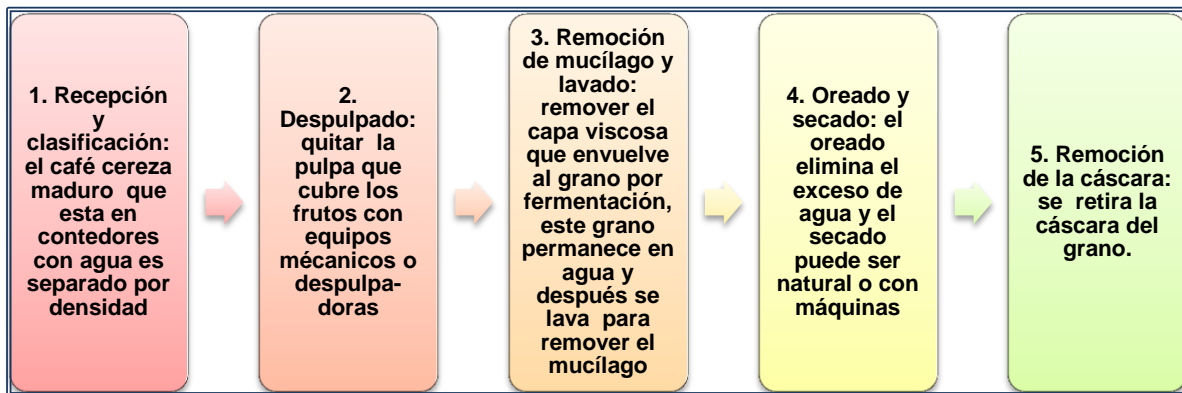 1. Recepción
y
clasificación:
el café cereza
maduro que
esta en
contedores
con agua es
separado por
densidad
2.
Despulpado:
quitar la
pulpa que
cubre los
frutos con
equipos
mécanicos o
despulpa-
doras
3. Remoción
de mucílago y
lavado:
remover el
capa viscosa
que envuelve
al grano por
fermentación,
este grano
permanece en
agua y
después se
lava para
remover el
mucílago
4. Oreado y
secado: el
oreado
elimina el
exceso de
agua y el
secado
puede ser
natural o con
máquinas
5. Remoción
de la cáscara:
se retira la
cáscara del
grano.